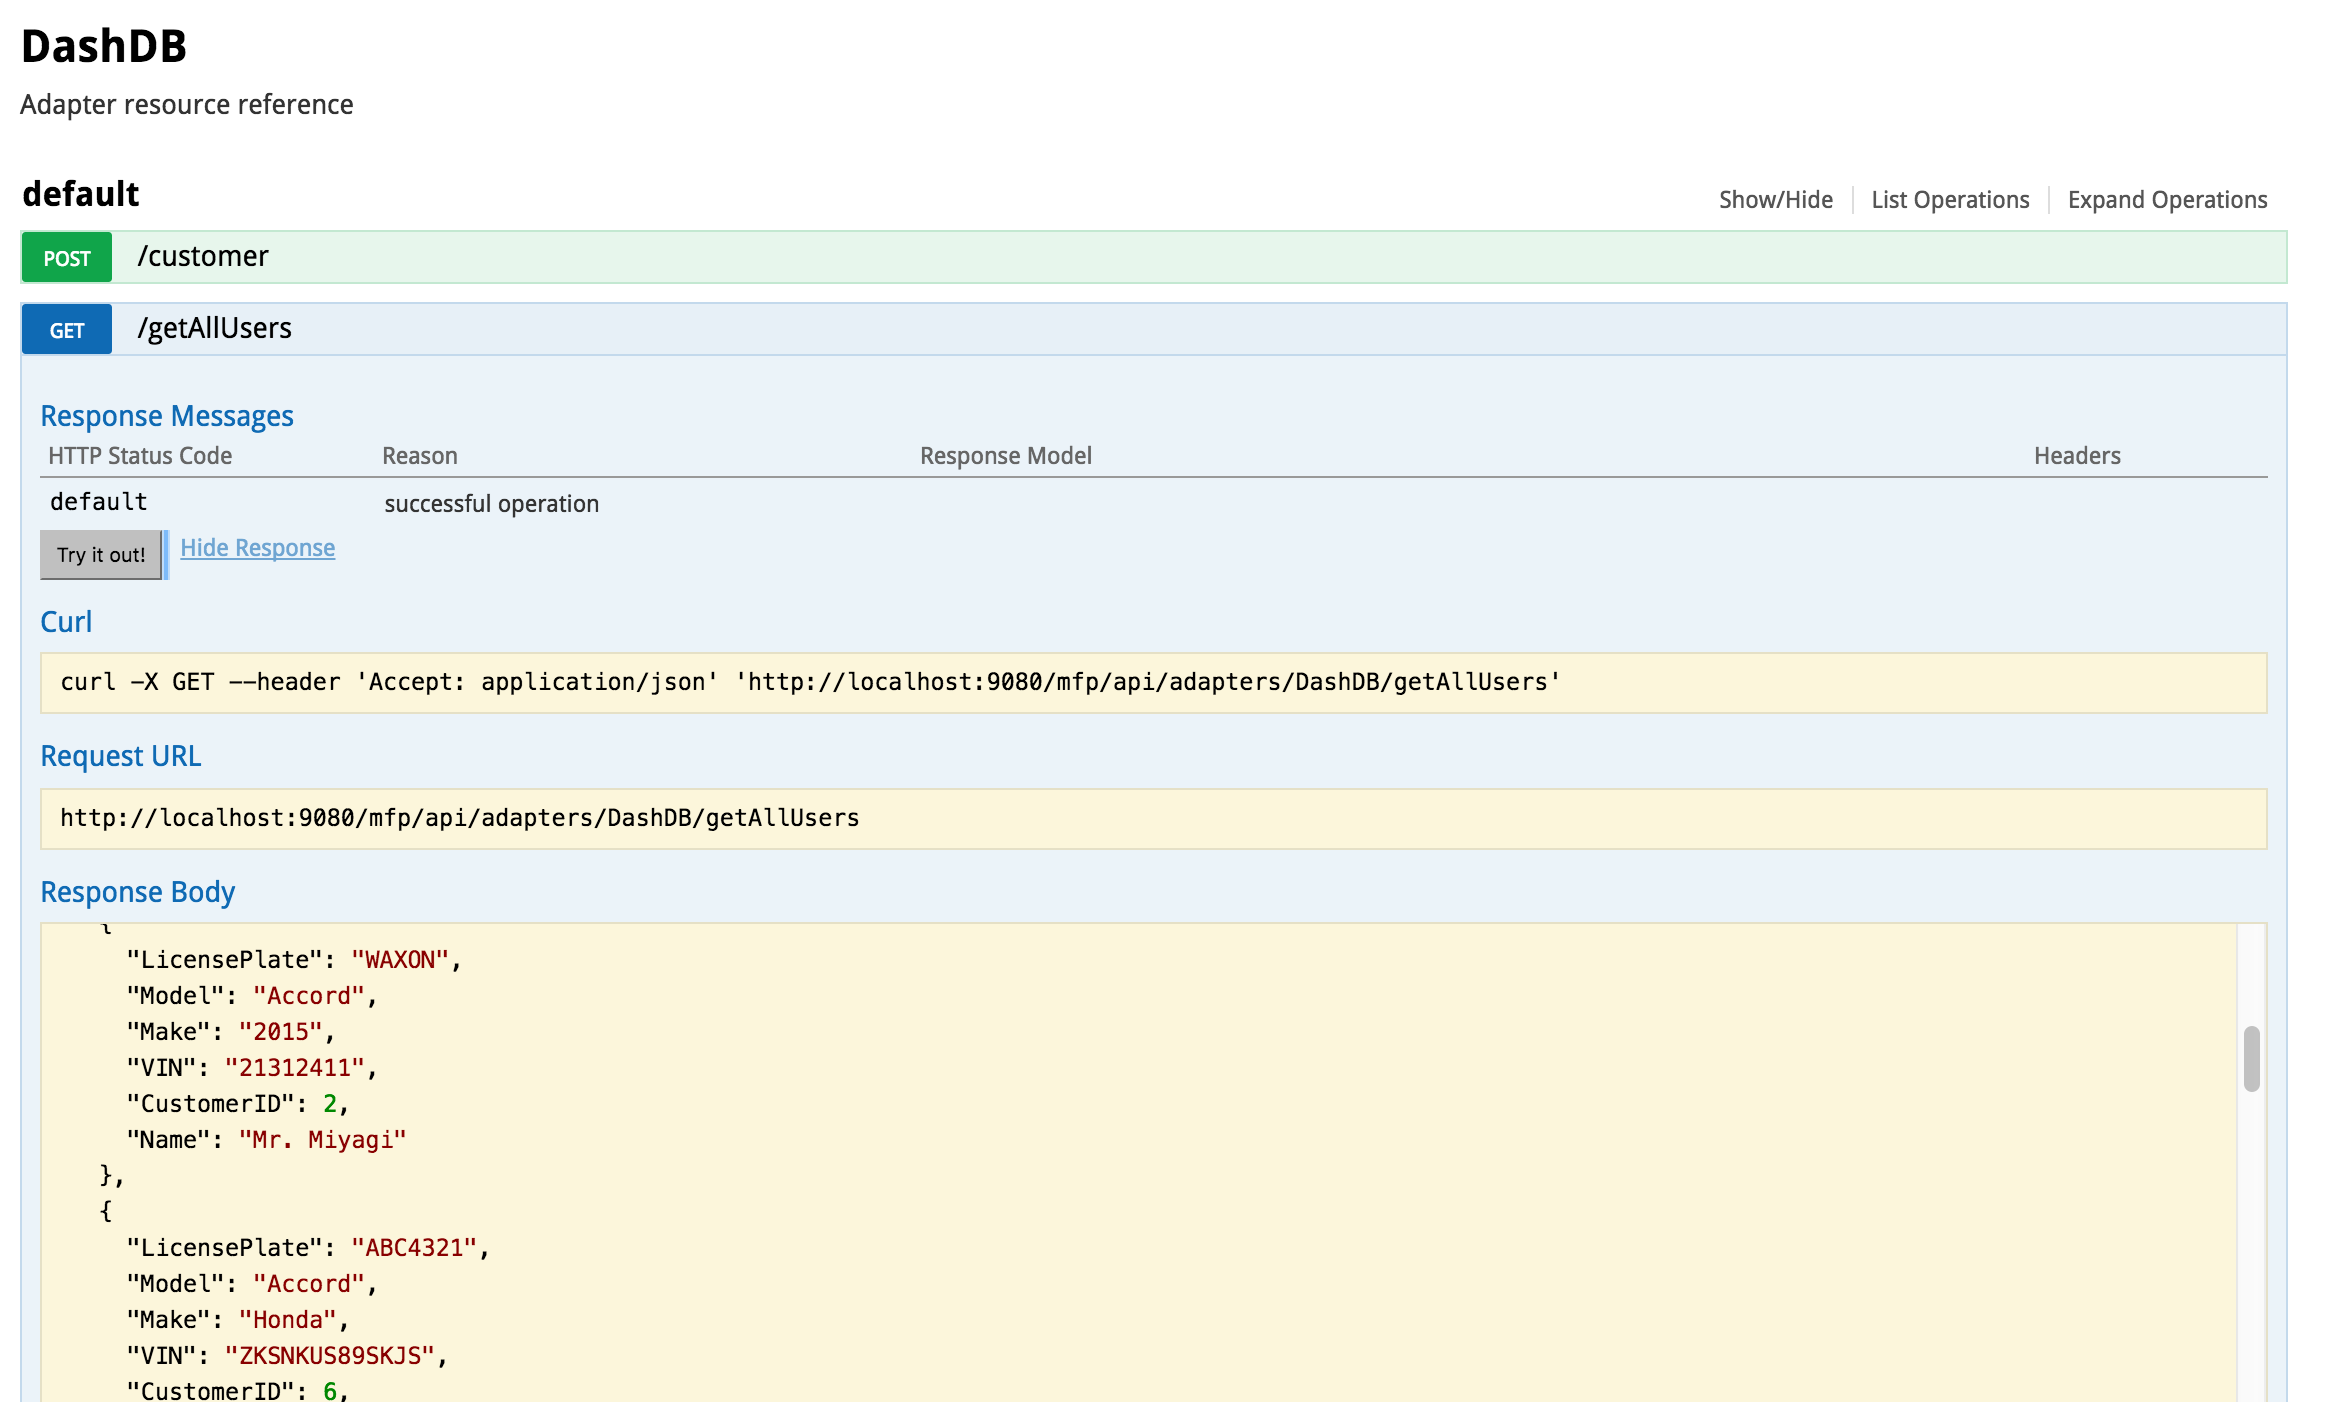 DashDB
Adapter resource reference
default
Show/Hide
List Operations
Expand Operations
POST /customer
GET /getAllUsers
Response Messages
HTTP Status Code Reason Response Model Headers
default successful operation
Try it out! Hide Response
Curl
curl -X GET --header 'Accept: application/json' 'http://localhost:9080/mfp/api/adapters/DashDB/getAllUsers'
Request URL
http://localhost:9080/mfp/api/adapters/DashDB/getAllUsers
Response Body
{
"LicensePlate": "WAXON",
"Model": "Accord",
"Make": "2015",
"VIN": "21312411",
"CustomerID": 2,
"Name": "Mr. Miyagi"
},
{
"LicensePlate": "ABC4321",
"Model": "Accord",
"Make": "Honda",
"VIN": "ZKSNKUS89SKJS",
"CustomerID": 6,